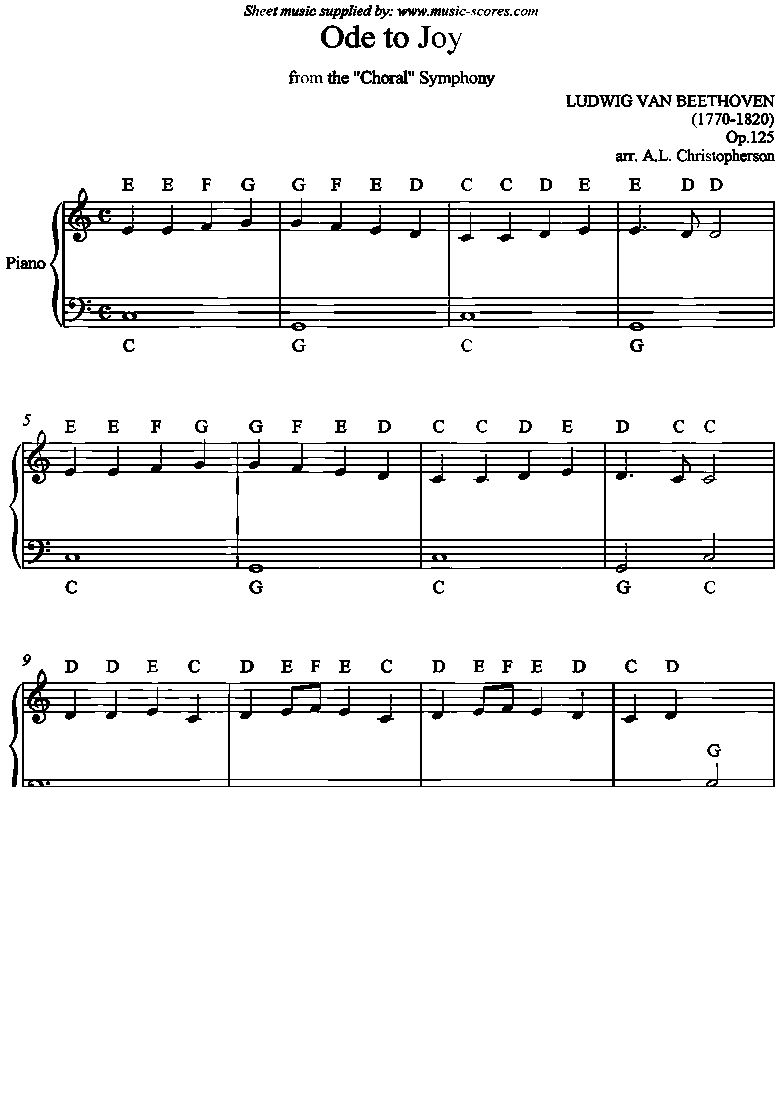 Sheet music supplied by: www.music-scores.com
Ode to Joy
from the "Choral" Symphony
LUDWIG VAN BEETHOVEN
(1770-1820)
Op.125
arr. A.L. Christopherson
E E F G G F E D C C D E E D D
Piano
C G C G
5
E E F G G F E D C C D E D C C
C G C G C
9
D D E C D E F E C D E F E D C D
G